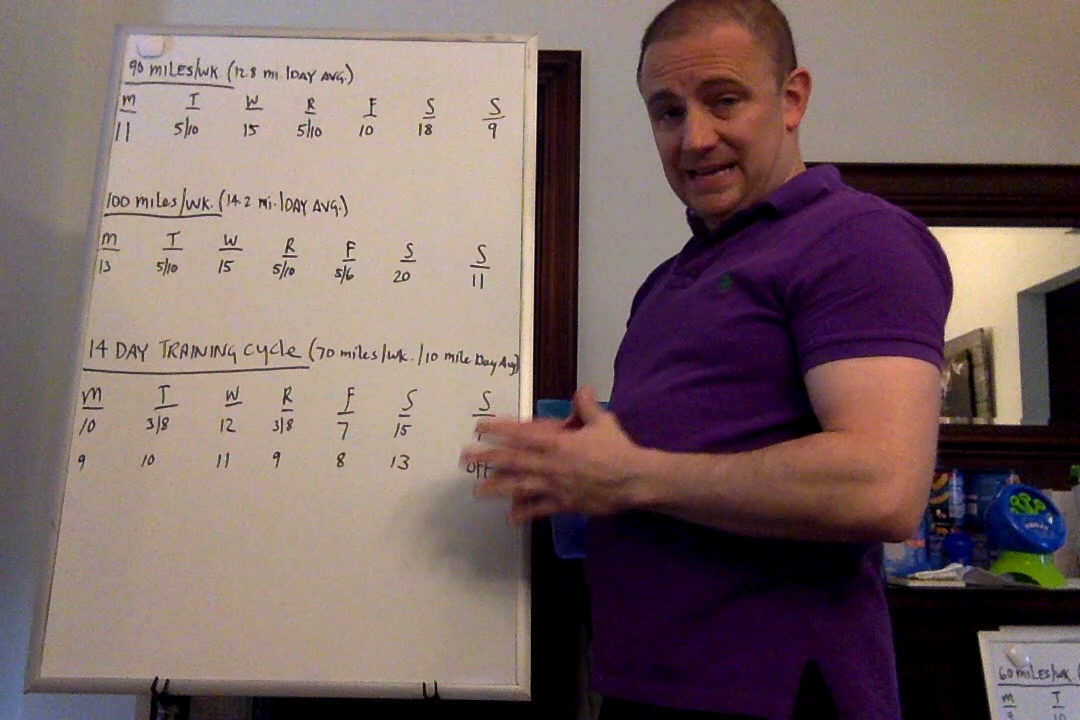 90 miles/wk. (12.8 mi./DAY AVG.)
M T W R F S S
11 5/10 15 5/10 10 18 9
100 miles/wk. (14.2 mi./DAY AVG.)
M T W R F S S
13 5/10 15 5/10 5/6 20 11
14 DAY TRAINING CYCLE (70 miles/wk. / 10 mile Day Avg)
M T W R F S S
10 3/8 12 3/8 7 15
9 10 11 9 8 13 OFF
60 miles/wk
M T
9 10